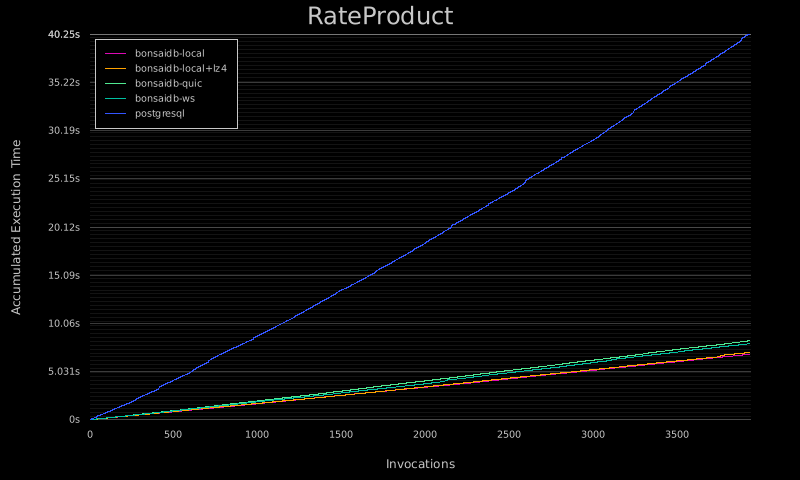 RateProduct
40.25s
35.22s
30.19s
25.15s
20.12s
15.09s
10.06s
5.031s
0s
Accumulated Execution Time
bonsaidb-local
bonsaidb-local+lz4
bonsaidb-quic
bonsaidb-ws
postgresql
0 500 1000 1500 2000 2500 3000 3500
Invocations